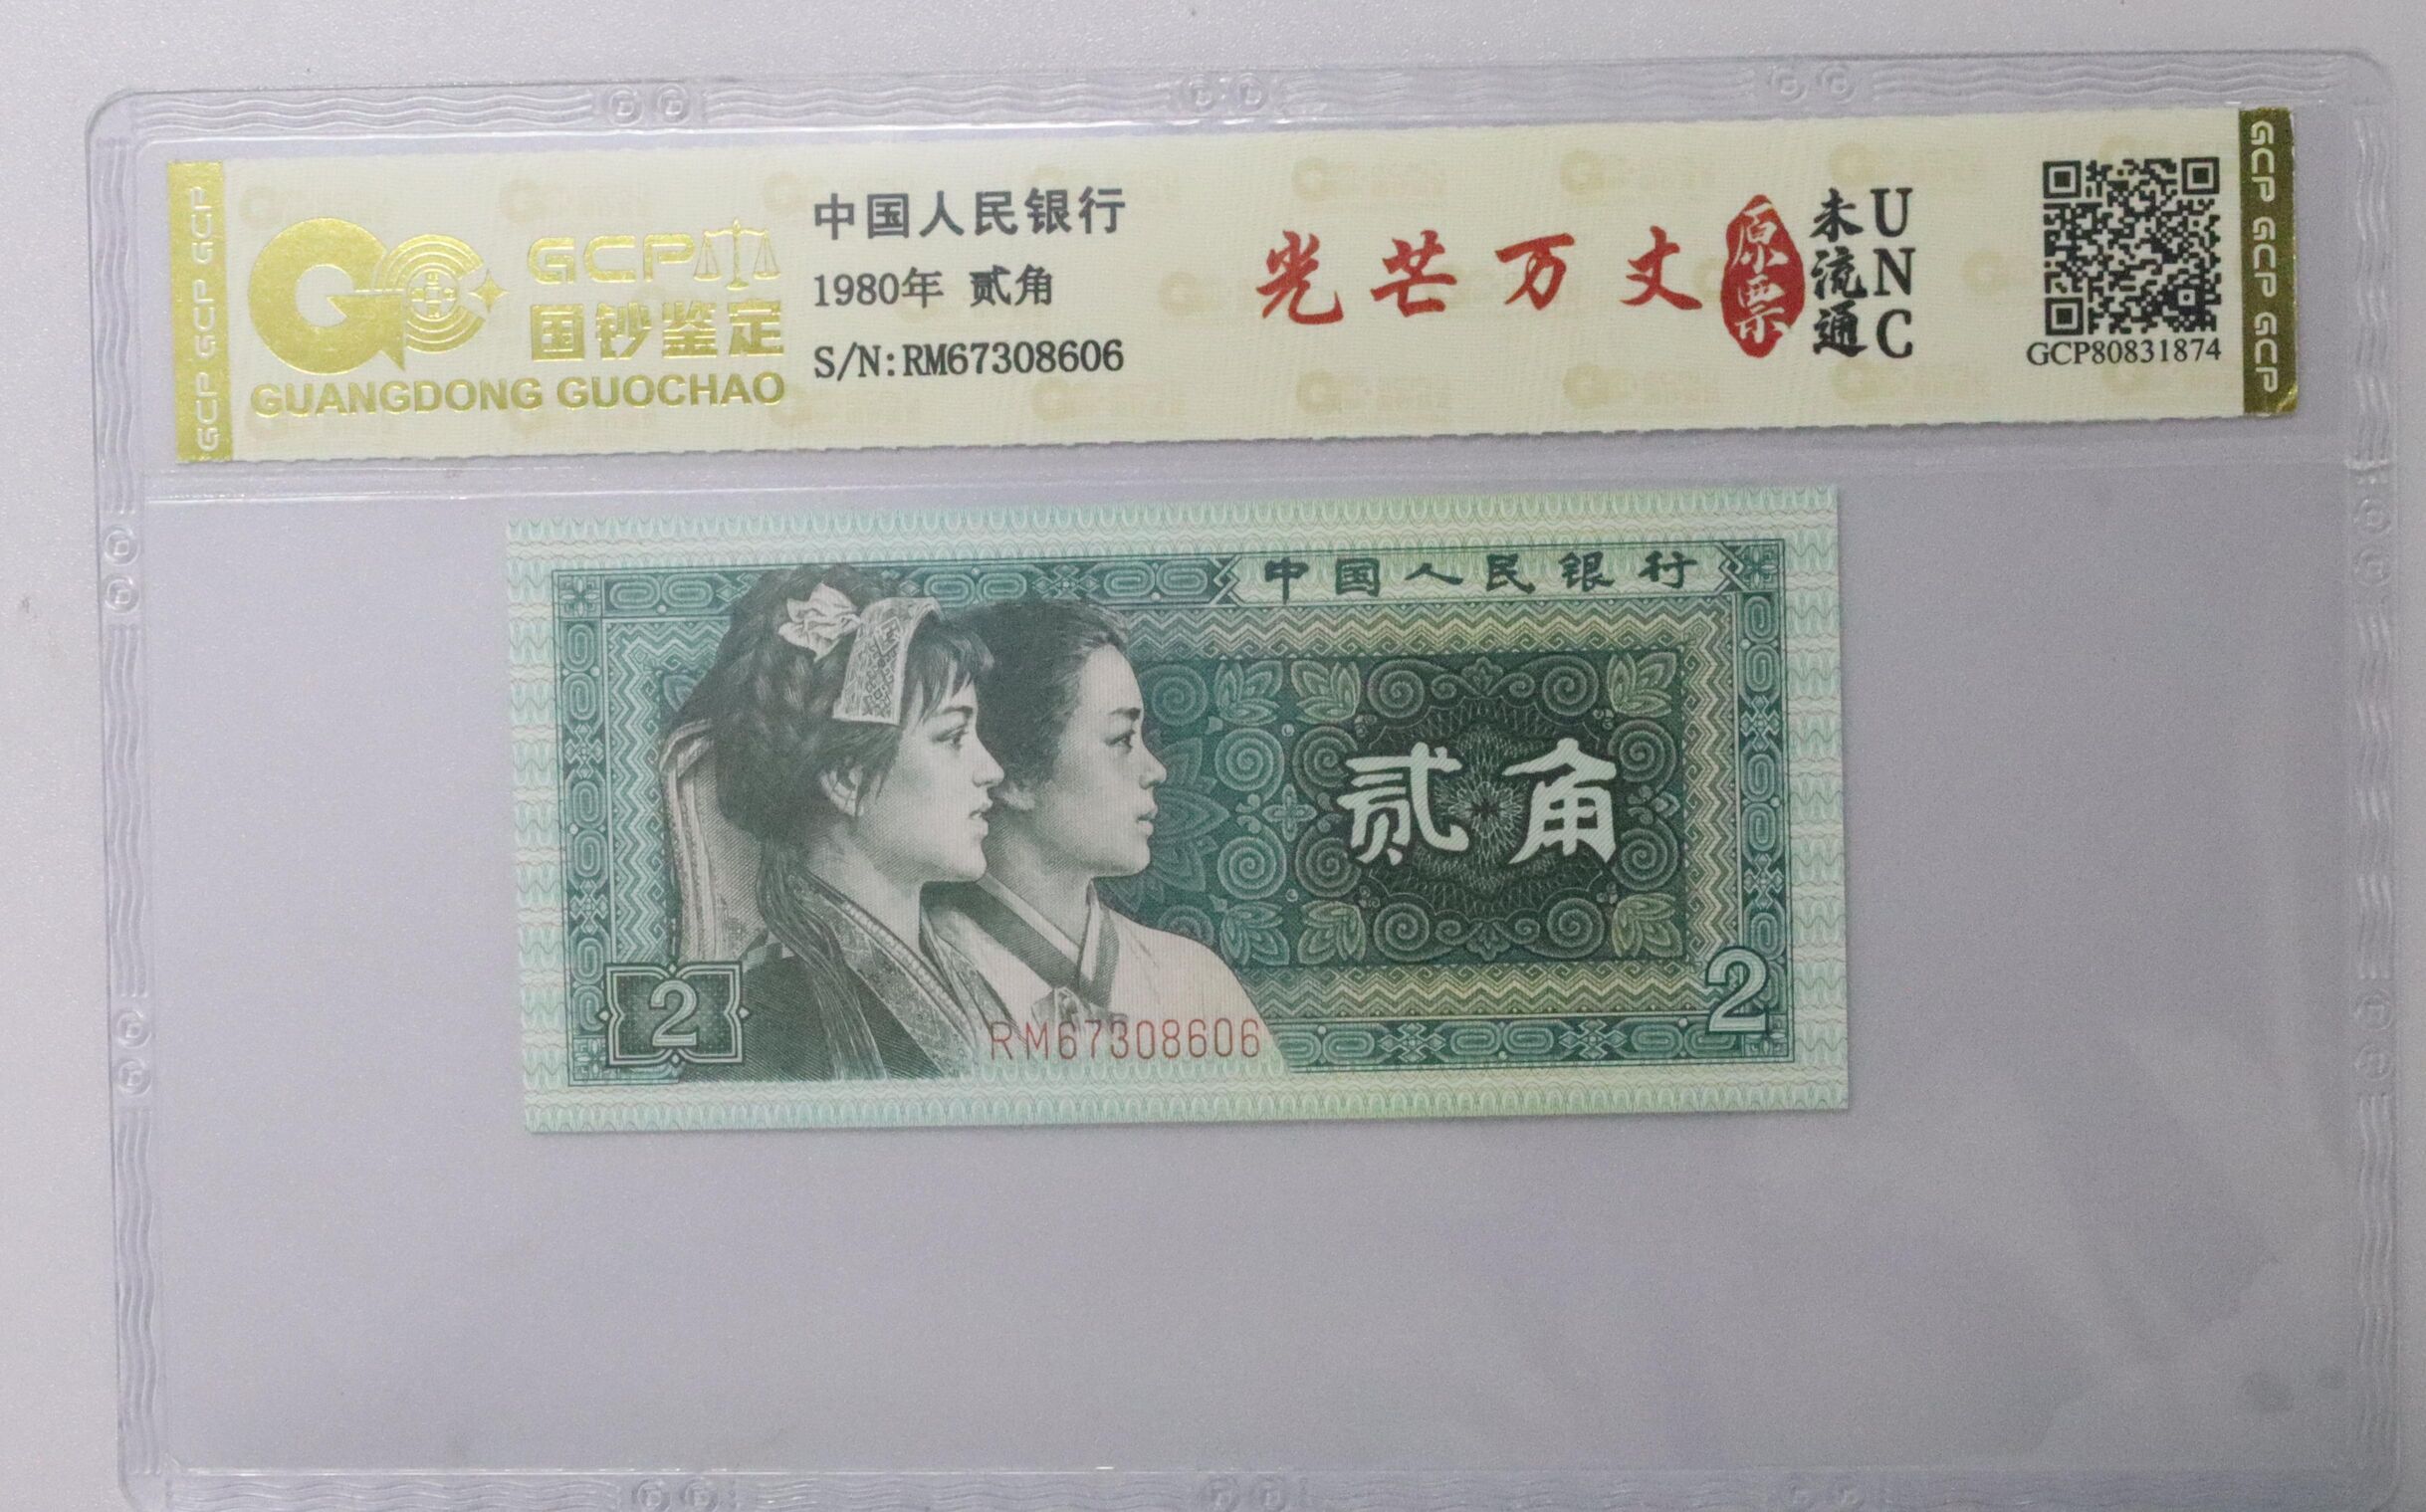 GCP GCP GCP
GCP
国钞鉴定
GUANGDONG GUOCHAO
中国人民银行
1980年 贰角
S/N:RM67308606
光芒万丈
原票
未流通
UNC
GCP80831874
GCP GCP GCP
中国人民银行
贰角
2
2
RM67308606